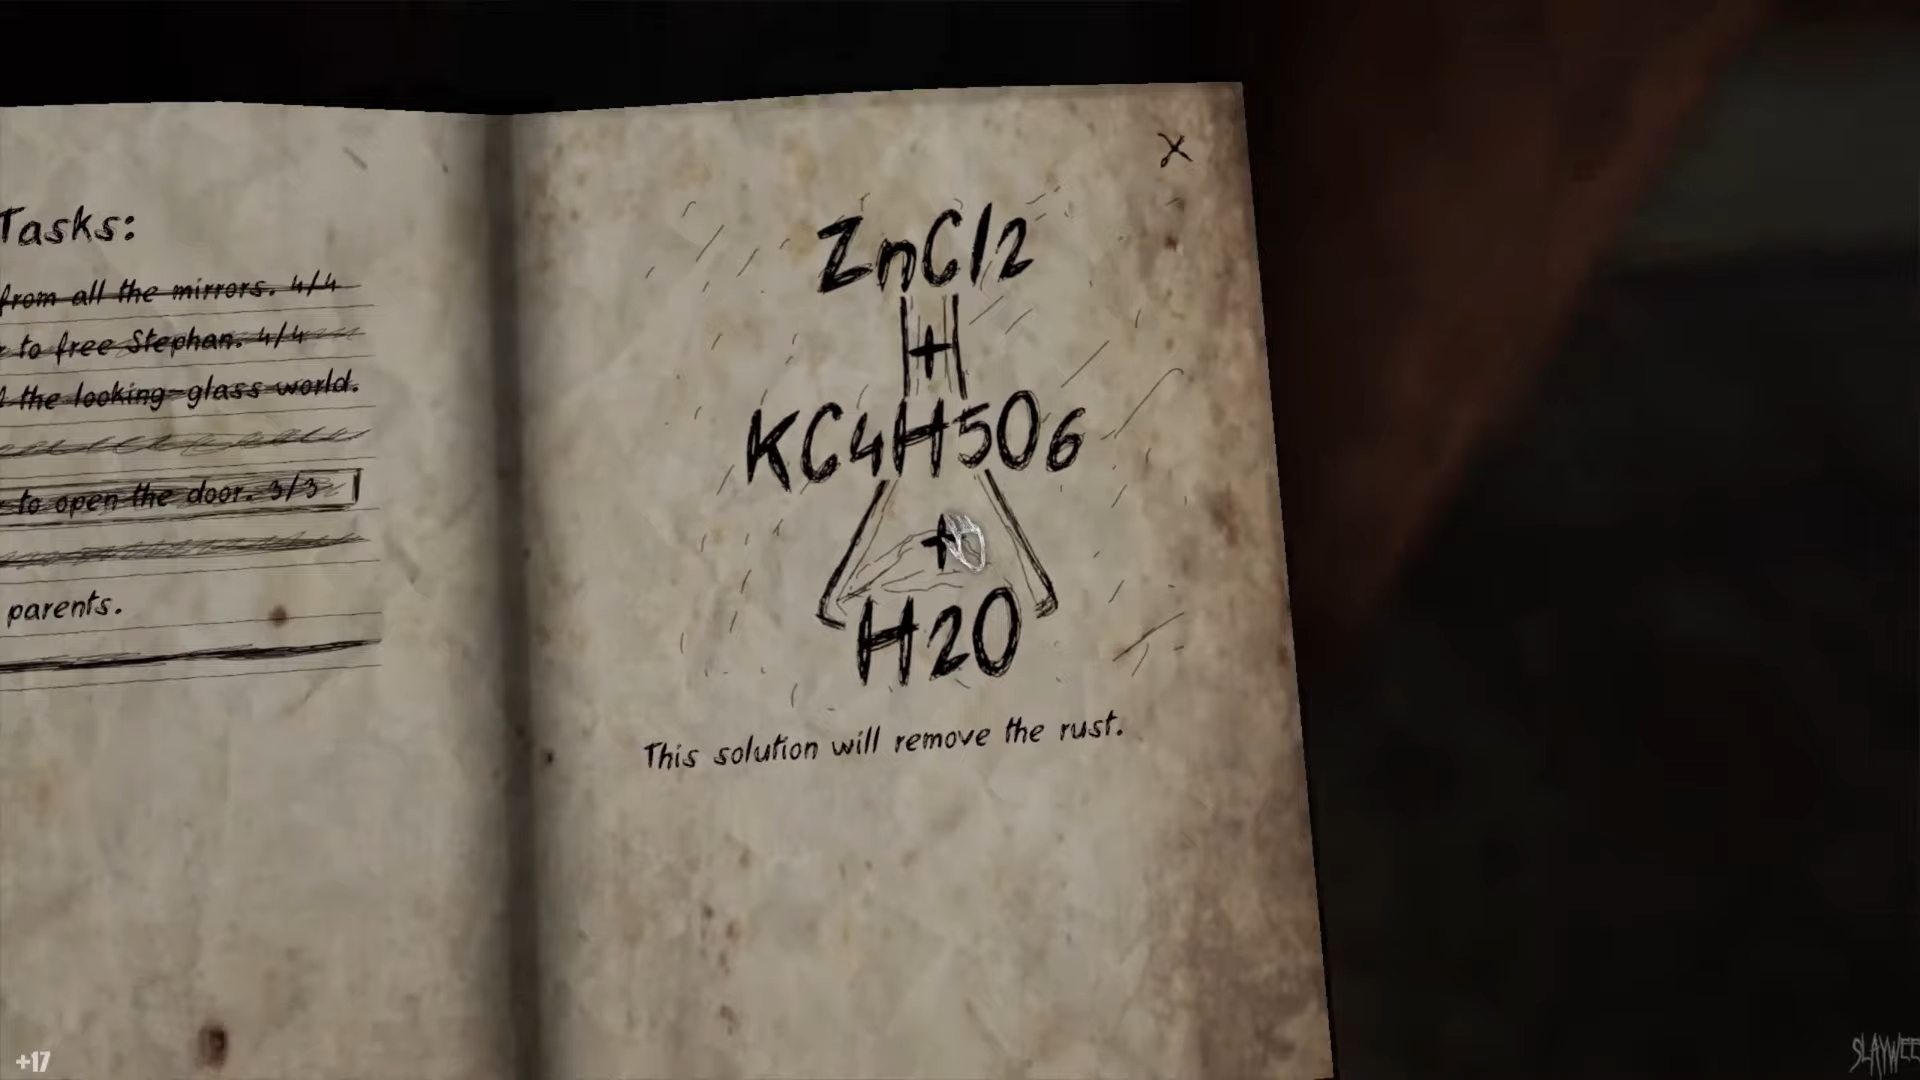 Tasks:
from all the mirrors. 4/4
to free Stephan. 4/4
the looking-glass world.
to open the door. 3/3
parents.
X
ZnCl2
+
KC4H5O6
+
H2O
This solution will remove the rust.
+17
SLAYWEE